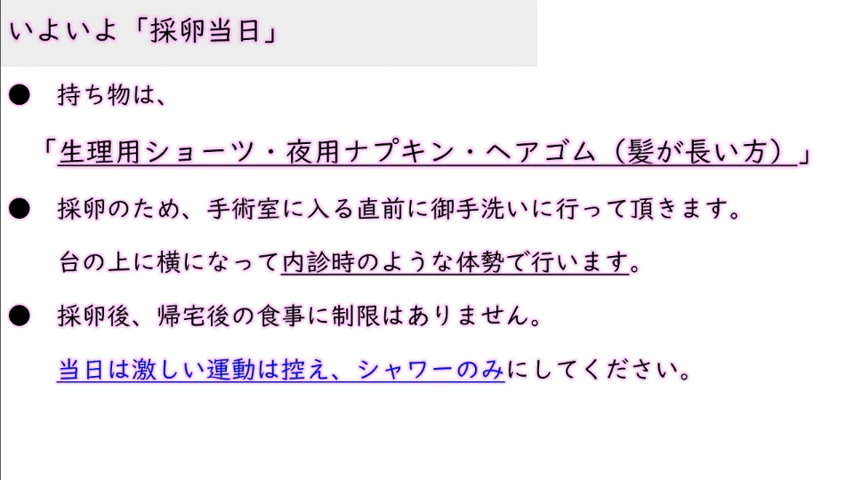 いよいよ「採卵当日」
● 持ち物は、
「生理用ショーツ・夜用ナプキン・ヘアゴム（髪が長い方）」
● 採卵のため、手術室に入る直前に御手洗いに行って頂きます。
台の上に横になって内診時のような体勢で行います。
● 採卵後、帰宅後の食事に制限はありません。
当日は激しい運動は控え、シャワーのみにしてください。